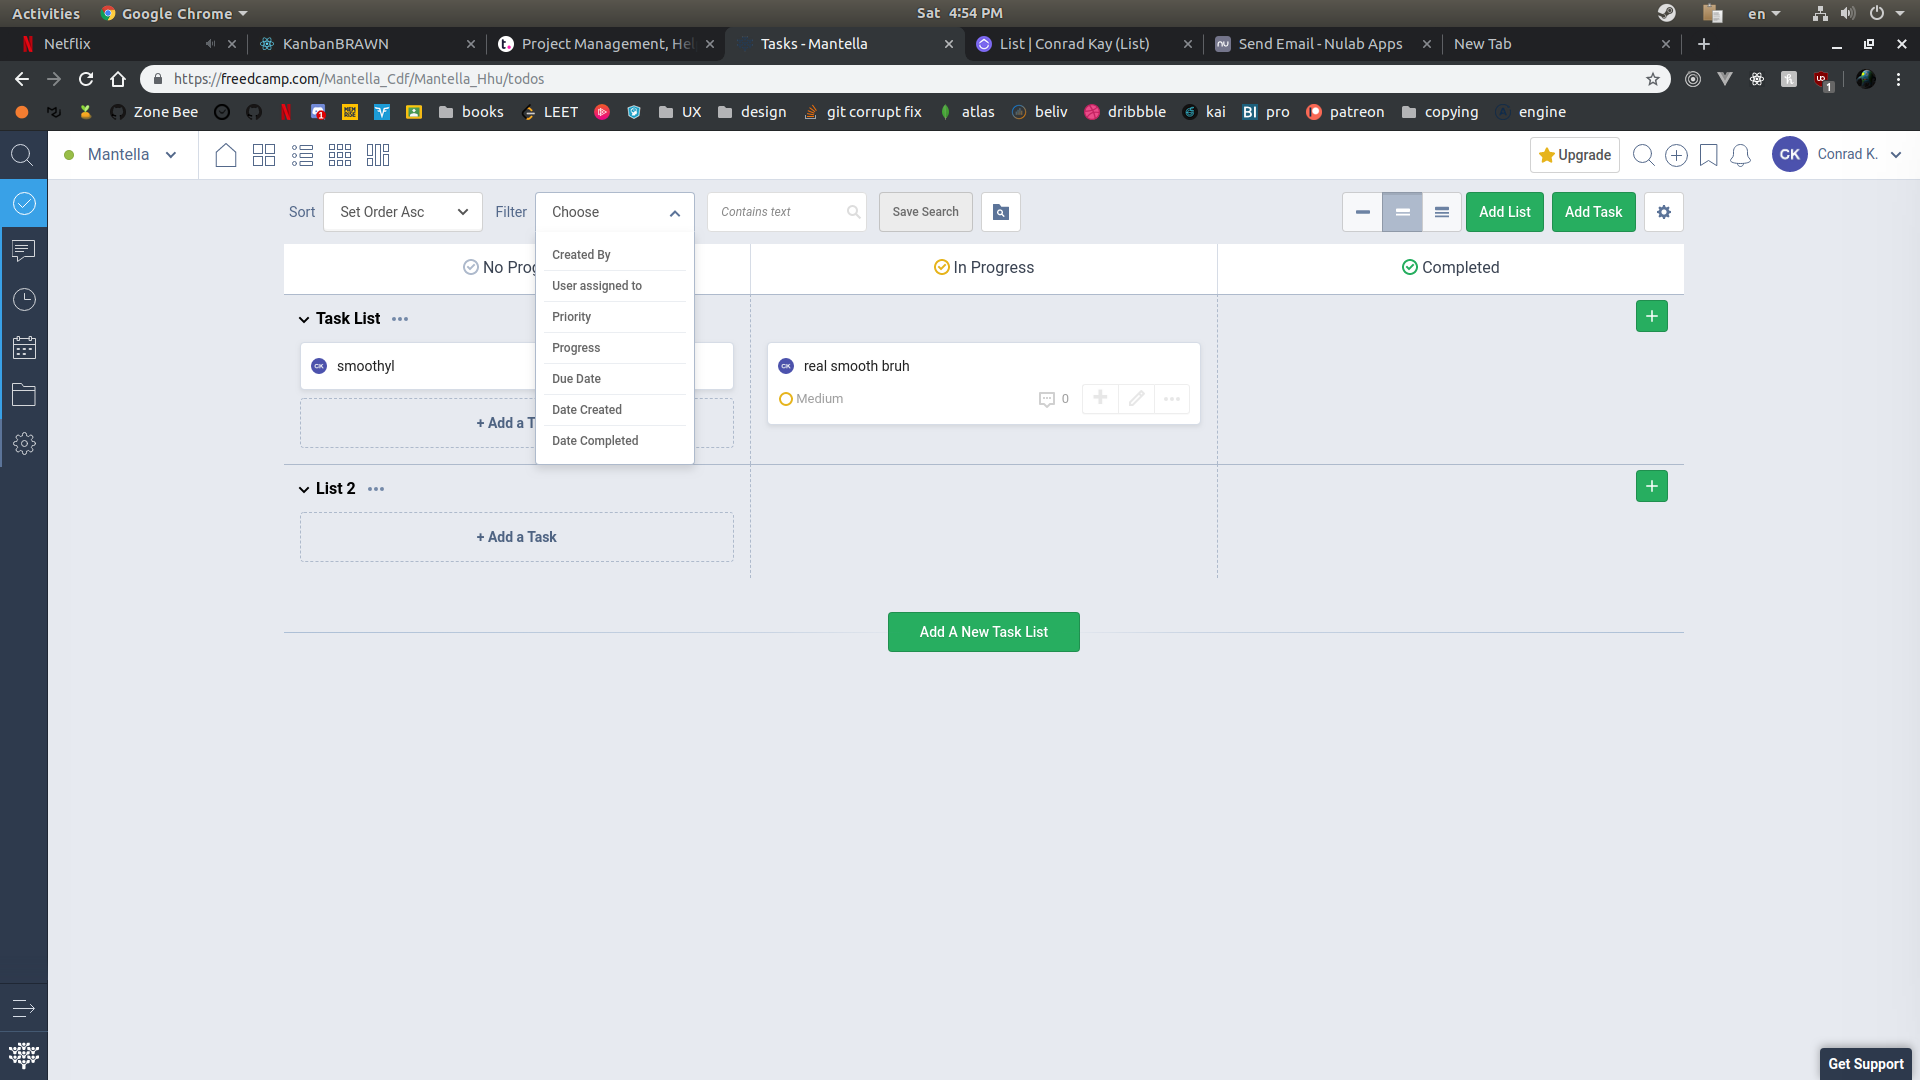 Activities Google Chrome Sat 4:54 PM en
Netflix KanbanBRAWN Project Management, Hel Tasks - Mantella List | Conrad Kay (List) Send Email - Nulab Apps New Tab
https://freedcamp.com/Mantella_Cdf/Mantella_Hhu/todos 1
Zone Bee 1 books LEET UX design git corrupt fix atlas beliv dribbble kai BI pro patreon copying engine
Mantella Upgrade CK Conrad K.
Sort Set Order Asc Filter Choose Contains text Save Search Add List Add Task
Created By
User assigned to
Priority
Progress
Due Date
Date Created
Date Completed
No Prog In Progress Completed
Task List
CK smoothyl CK real smooth bruh
Medium 0
+ Add a T
List 2
+ Add a Task
Add A New Task List
Get Support